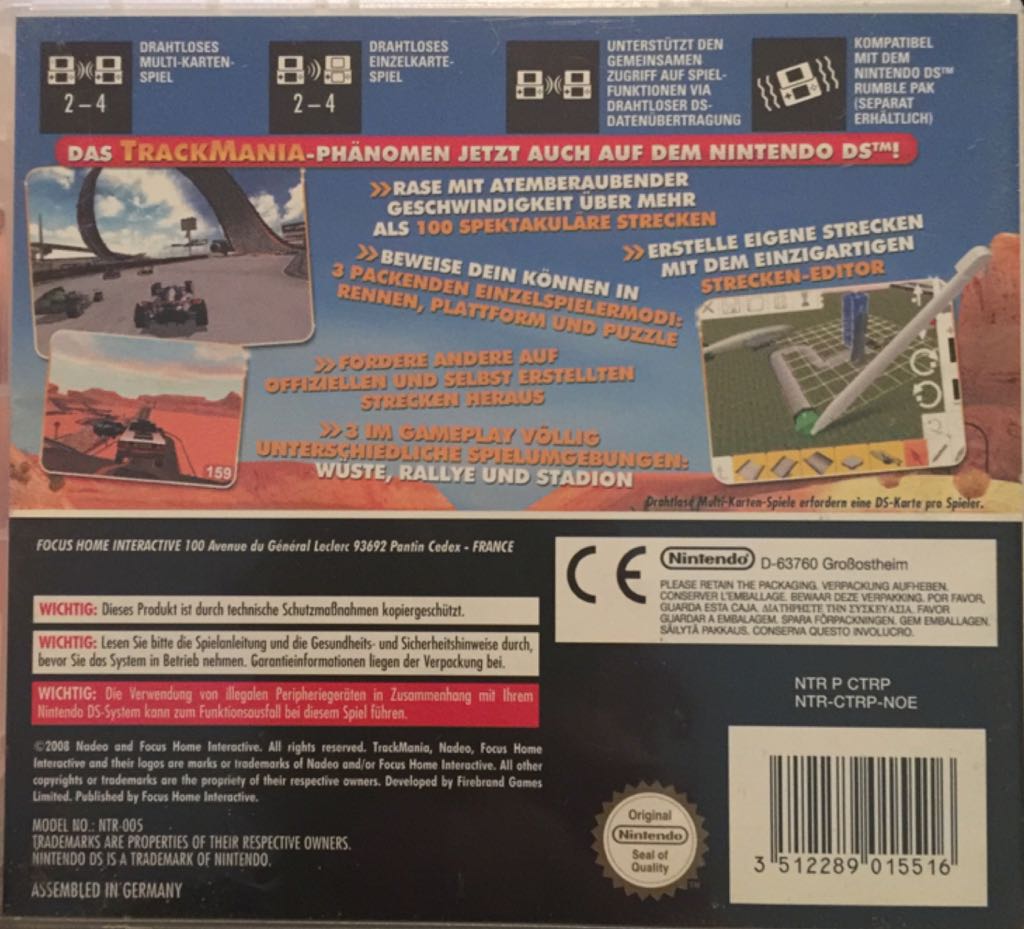 DRAHTLOSES
MULTI-KARTEN-
SPIEL
2 – 4
DRAHTLOSES
EINZELKARTE-
SPIEL
2 – 4
UNTERSTÜTZT DEN
GEMEINSAMEN
ZUGRIFF AUF SPIEL-
FUNKTIONEN VIA
DRAHTLOSER DS-
DATENÜBERTRAGUNG
KOMPATIBEL
MIT DEM
NINTENDO DS™
RUMBLE PAK
(SEPARAT
ERHÄLTLICH)
DAS TRACKMANIA-PHÄNOMEN JETZT AUCH AUF DEM NINTENDO DS™!
»RASE MIT ATEMBERAUBENDER
GESCHWINDIGKEIT ÜBER MEHR
ALS 100 SPEKTAKULÄRE STRECKEN
»BEWEISE DEIN KÖNNEN IN
3 PACKENDEN EINZELSPIELERMODI:
RENNEN, PLATTFORM UND PUZZLE
»ERSTELLE EIGENE STRECKEN
MIT DEM EINZIGARTIGEN
STRECKEN-EDITOR
»FORDERE ANDERE AUF
OFFIZIELLEN UND SELBST ERSTELLTEN
STRECKEN HERAUS
»3 IM GAMEPLAY VÖLLIG
UNTERSCHIEDLICHE SPIELUMGEBUNGEN:
WÜSTE, RALLYE UND STADION
159
Drahtlose Multi-Karten-Spiele erfordern eine DS-Karte pro Spieler.
FOCUS HOME INTERACTIVE 100 Avenue du Général Leclerc 93692 Pantin Cedex - FRANCE
WICHTIG: Dieses Produkt ist durch technische Schutzmaßnahmen kopiergeschützt.
WICHTIG: Lesen Sie bitte die Spielanleitung und die Gesundheits- und Sicherheitshinweise durch,
bevor Sie das System in Betrieb nehmen. Garantieinformationen liegen der Verpackung bei.
WICHTIG: Die Verwendung von illegalen Peripheriegeräten in Zusammenhang mit Ihrem
Nintendo DS-System kann zum Funktionsausfall bei diesem Spiel führen.
©2008 Nadeo and Focus Home Interactive. All rights reserved. TrackMania, Nadeo, Focus Home
Interactive and their logos are marks or trademarks of Nadeo and/or Focus Home Interactive. All other
copyrights or trademarks are the propriety of their respective owners. Developed by Firebrand Games
Limited. Published by Focus Home Interactive.
MODEL NO.: NTR-005
TRADEMARKS ARE PROPERTIES OF THEIR RESPECTIVE OWNERS.
NINTENDO DS IS A TRADEMARK OF NINTENDO.
ASSEMBLED IN GERMANY
CE
Nintendo D-63760 Großostheim
PLEASE RETAIN THE PACKAGING. VERPACKUNG AUFHEBEN.
CONSERVER L'EMBALLAGE. BEWAAR DEZE VERPAKKING. POR FAVOR,
GUARDA ESTA CAJA. ΔΙΑΤΗΡΗΣΤΕ ΤΗΝ ΣΥΣΚΕΥΑΣΙΑ. FAVOR
GUARDAR A EMBALAGEM. SPARA FÖRPACKNINGEN. GEM EMBALLAGEN.
SÄILYTÄ PAKKAUS. CONSERVA QUESTO INVOLUCRO.
NTR P CTRP
NTR-CTRP-NOE
Original
Nintendo
Seal of
Quality
TM
3 512289 015516